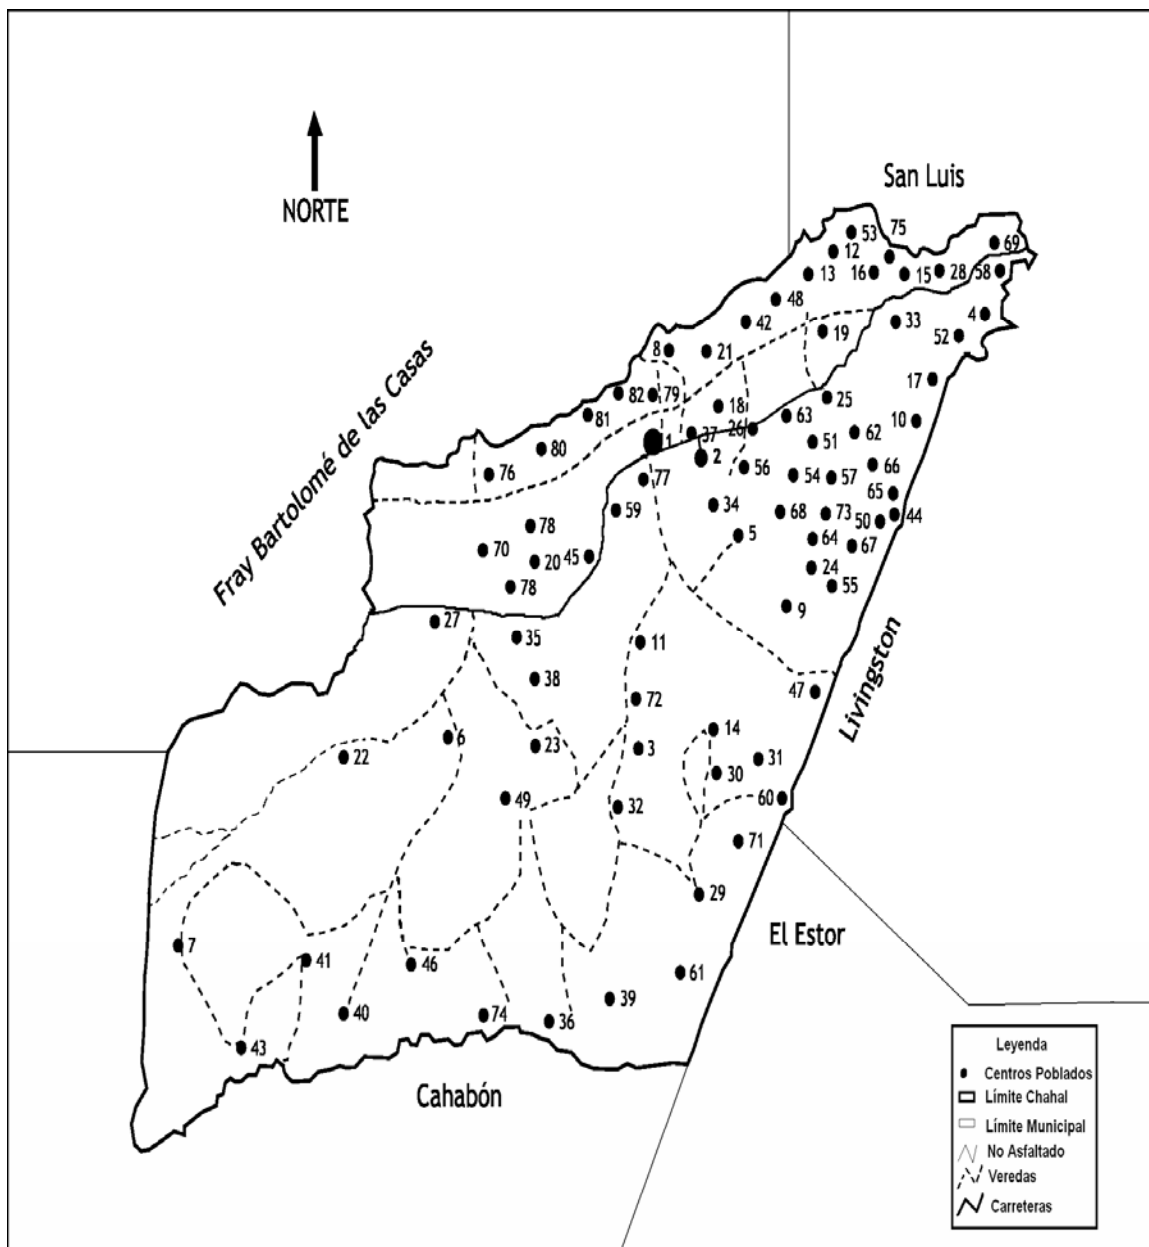 San Luis
NORTE
53 75
12
69
13 16 15 28 58
48
4
42 19 33
52
8 21
17
82 79
18 25
81 63
10
37 26
62
1 51
80
2
56 66
76 77 54 57
65
34
59 68 73 44
78 50
5
64 67
70 45
20
24
78 55
9
27
35 11
38
47
72
14
6
23 3 31
22
30
49 60
32
71
29
7
41 46
61
39
40 74 36
43
Fray Bartolomé de las Casas
Livingston
El Estor
Cahabón
Leyenda
Centros Poblados
Límite Chahal
Límite Municipal
No Asfaltado
Veredas
Carreteras